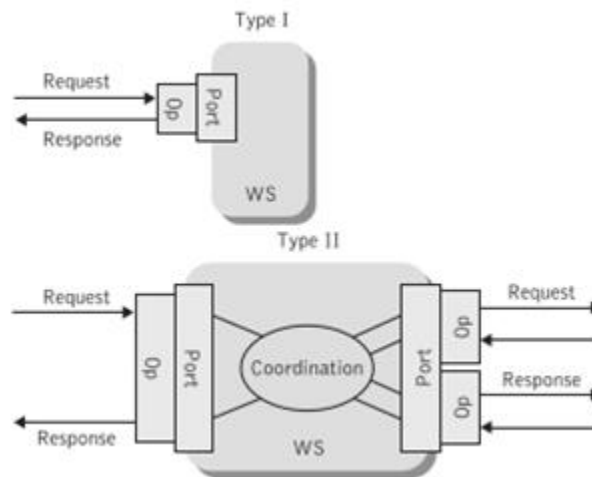 Type I
Request
Response
Op
Port
WS
Type II
Request
Response
Op
Port
Coordination
WS
Port
Op
Op
Request
Response